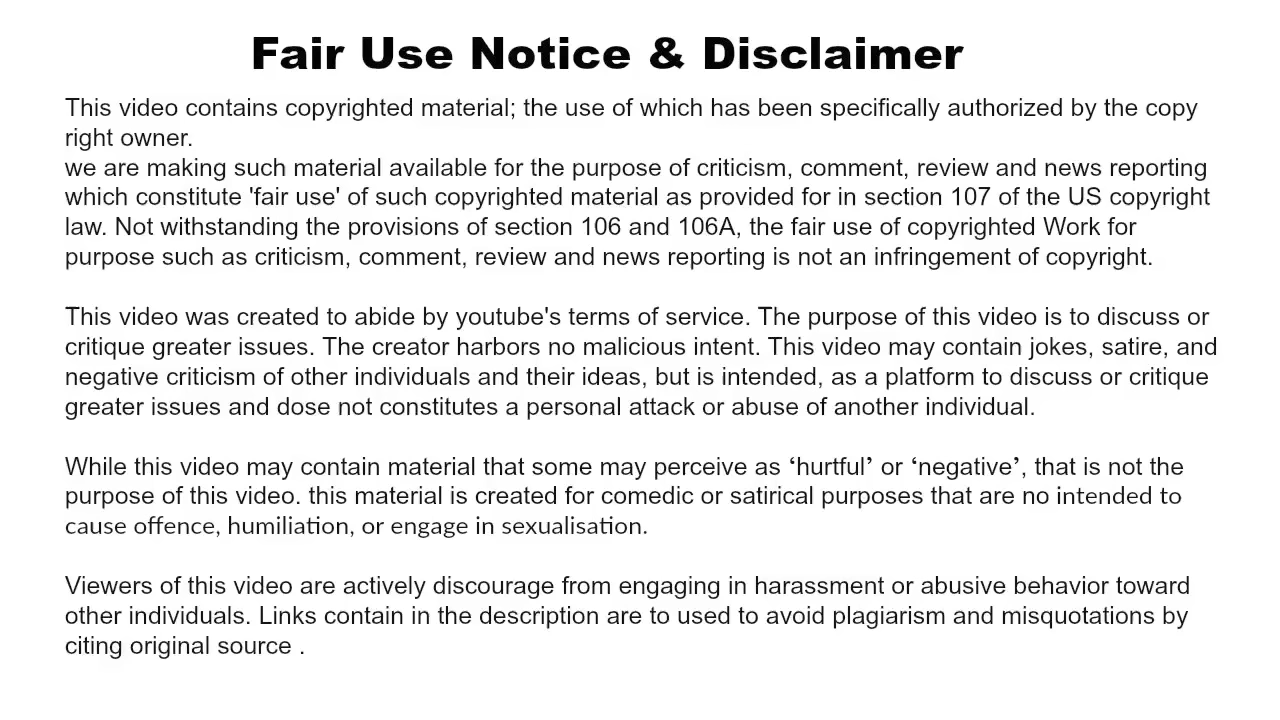 Fair Use Notice & Disclaimer
This video contains copyrighted material; the use of which has been specifically authorized by the copy
right owner.
we are making such material available for the purpose of criticism, comment, review and news reporting
which constitute 'fair use' of such copyrighted material as provided for in section 107 of the US copyright
law. Not withstanding the provisions of section 106 and 106A, the fair use of copyrighted Work for
purpose such as criticism, comment, review and news reporting is not an infringement of copyright.
This video was created to abide by youtube's terms of service. The purpose of this video is to discuss or
critique greater issues. The creator harbors no malicious intent. This video may contain jokes, satire, and
negative criticism of other individuals and their ideas, but is intended, as a platform to discuss or critique
greater issues and dose not constitutes a personal attack or abuse of another individual.
While this video may contain material that some may perceive as ‘hurtful’ or ‘negative’, that is not the
purpose of this video. this material is created for comedic or satirical purposes that are no intended to
cause offence, humiliation, or engage in sexualisation.
Viewers of this video are actively discourage from engaging in harassment or abusive behavior toward
other individuals. Links contain in the description are to used to avoid plagiarism and misquotations by
citing original source .